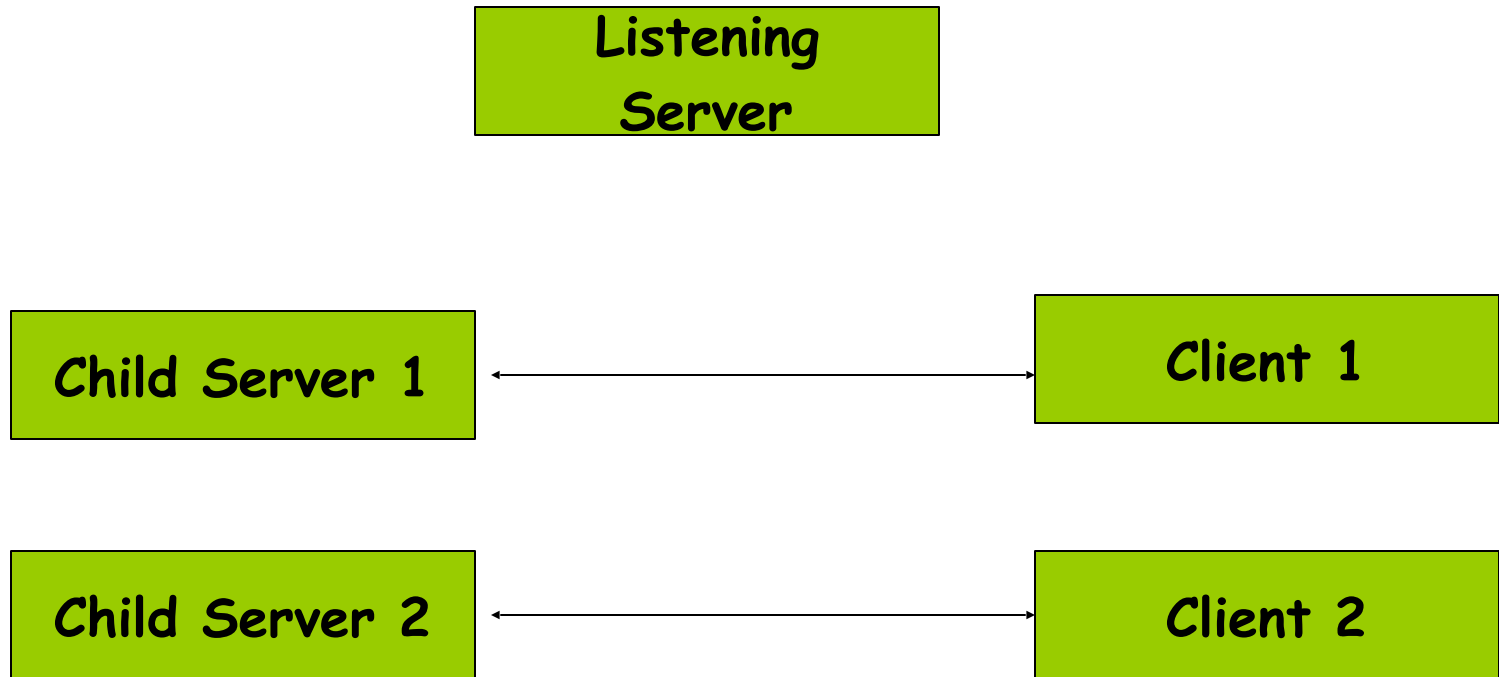 Listening
Server
Child Server 1
Client 1
Child Server 2
Client 2